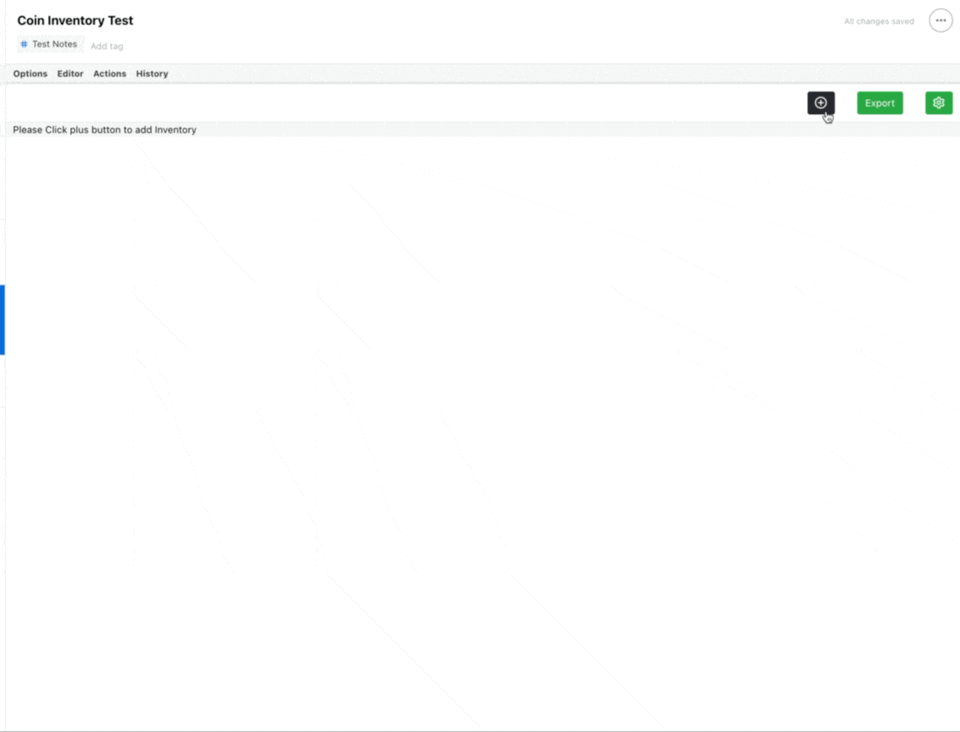 Coin Inventory Test
All changes saved
# Test Notes Add tag
Options Editor Actions History
Export
Please Click plus button to add Inventory